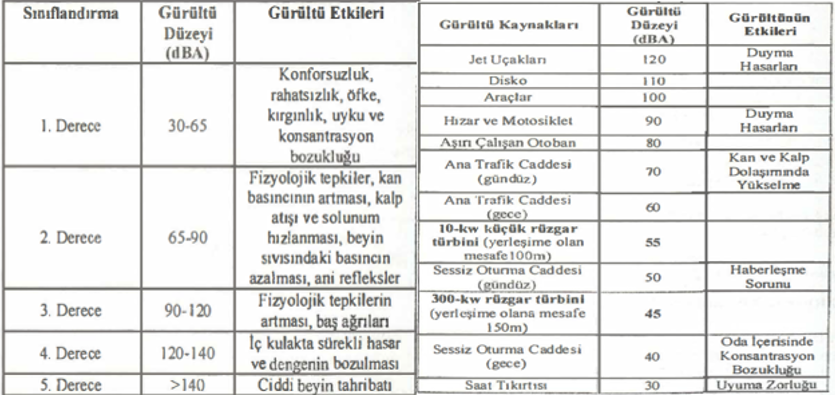 Sınıflandırma
Gürültü
Düzeyi
(dBA)
Gürültü Etkileri
1. Derece
30-65
Konforsuzluk,
rahatsızlık, öfke,
kırgınlık, uyku ve
konsantrasyon
bozukluğu
2. Derece
65-90
Fizyolojik tepkiler, kan
basıncının artması, kalp
atışı ve solunum
hızlanması, beyin
sıvısındaki basıncın
azalması, ani refleksler
3. Derece
90-120
Fizyolojik tepkilerin
artması, baş ağrıları
4. Derece
120-140
İç kulakta sürekli hasar
ve dengenin bozulması
5. Derece
>140
Ciddi beyin tahribatı
Gürültü Kaynakları
Gürültü
Düzeyi
(dBA)
Gürültünün
Etkileri
Jet Uçakları
120
Duyma
Hasarları
Disko
110
Araçlar
100
Hızar ve Motosiklet
90
Duyma
Hasarları
Aşırı Çalışan Otoban
80
Ana Trafik Caddesi
(gündüz)
70
Kan ve Kalp
Dolaşımında
Yükselme
Ana Trafik Caddesi
(gece)
60
10-kw küçük rüzgar
türbini (yerleşime olan
mesafe100m)
55
Sessiz Oturma Caddesi
(gündüz)
50
Haberleşme
Sorunu
300-kw rüzgar türbini
(yerleşime olana mesafe
150m)
45
Sessiz Oturma Caddesi
(gece)
40
Oda İçerisinde
Konsantrasyon
Bozukluğu
Saat Tıkırtısı
30
Uyuma Zorluğu